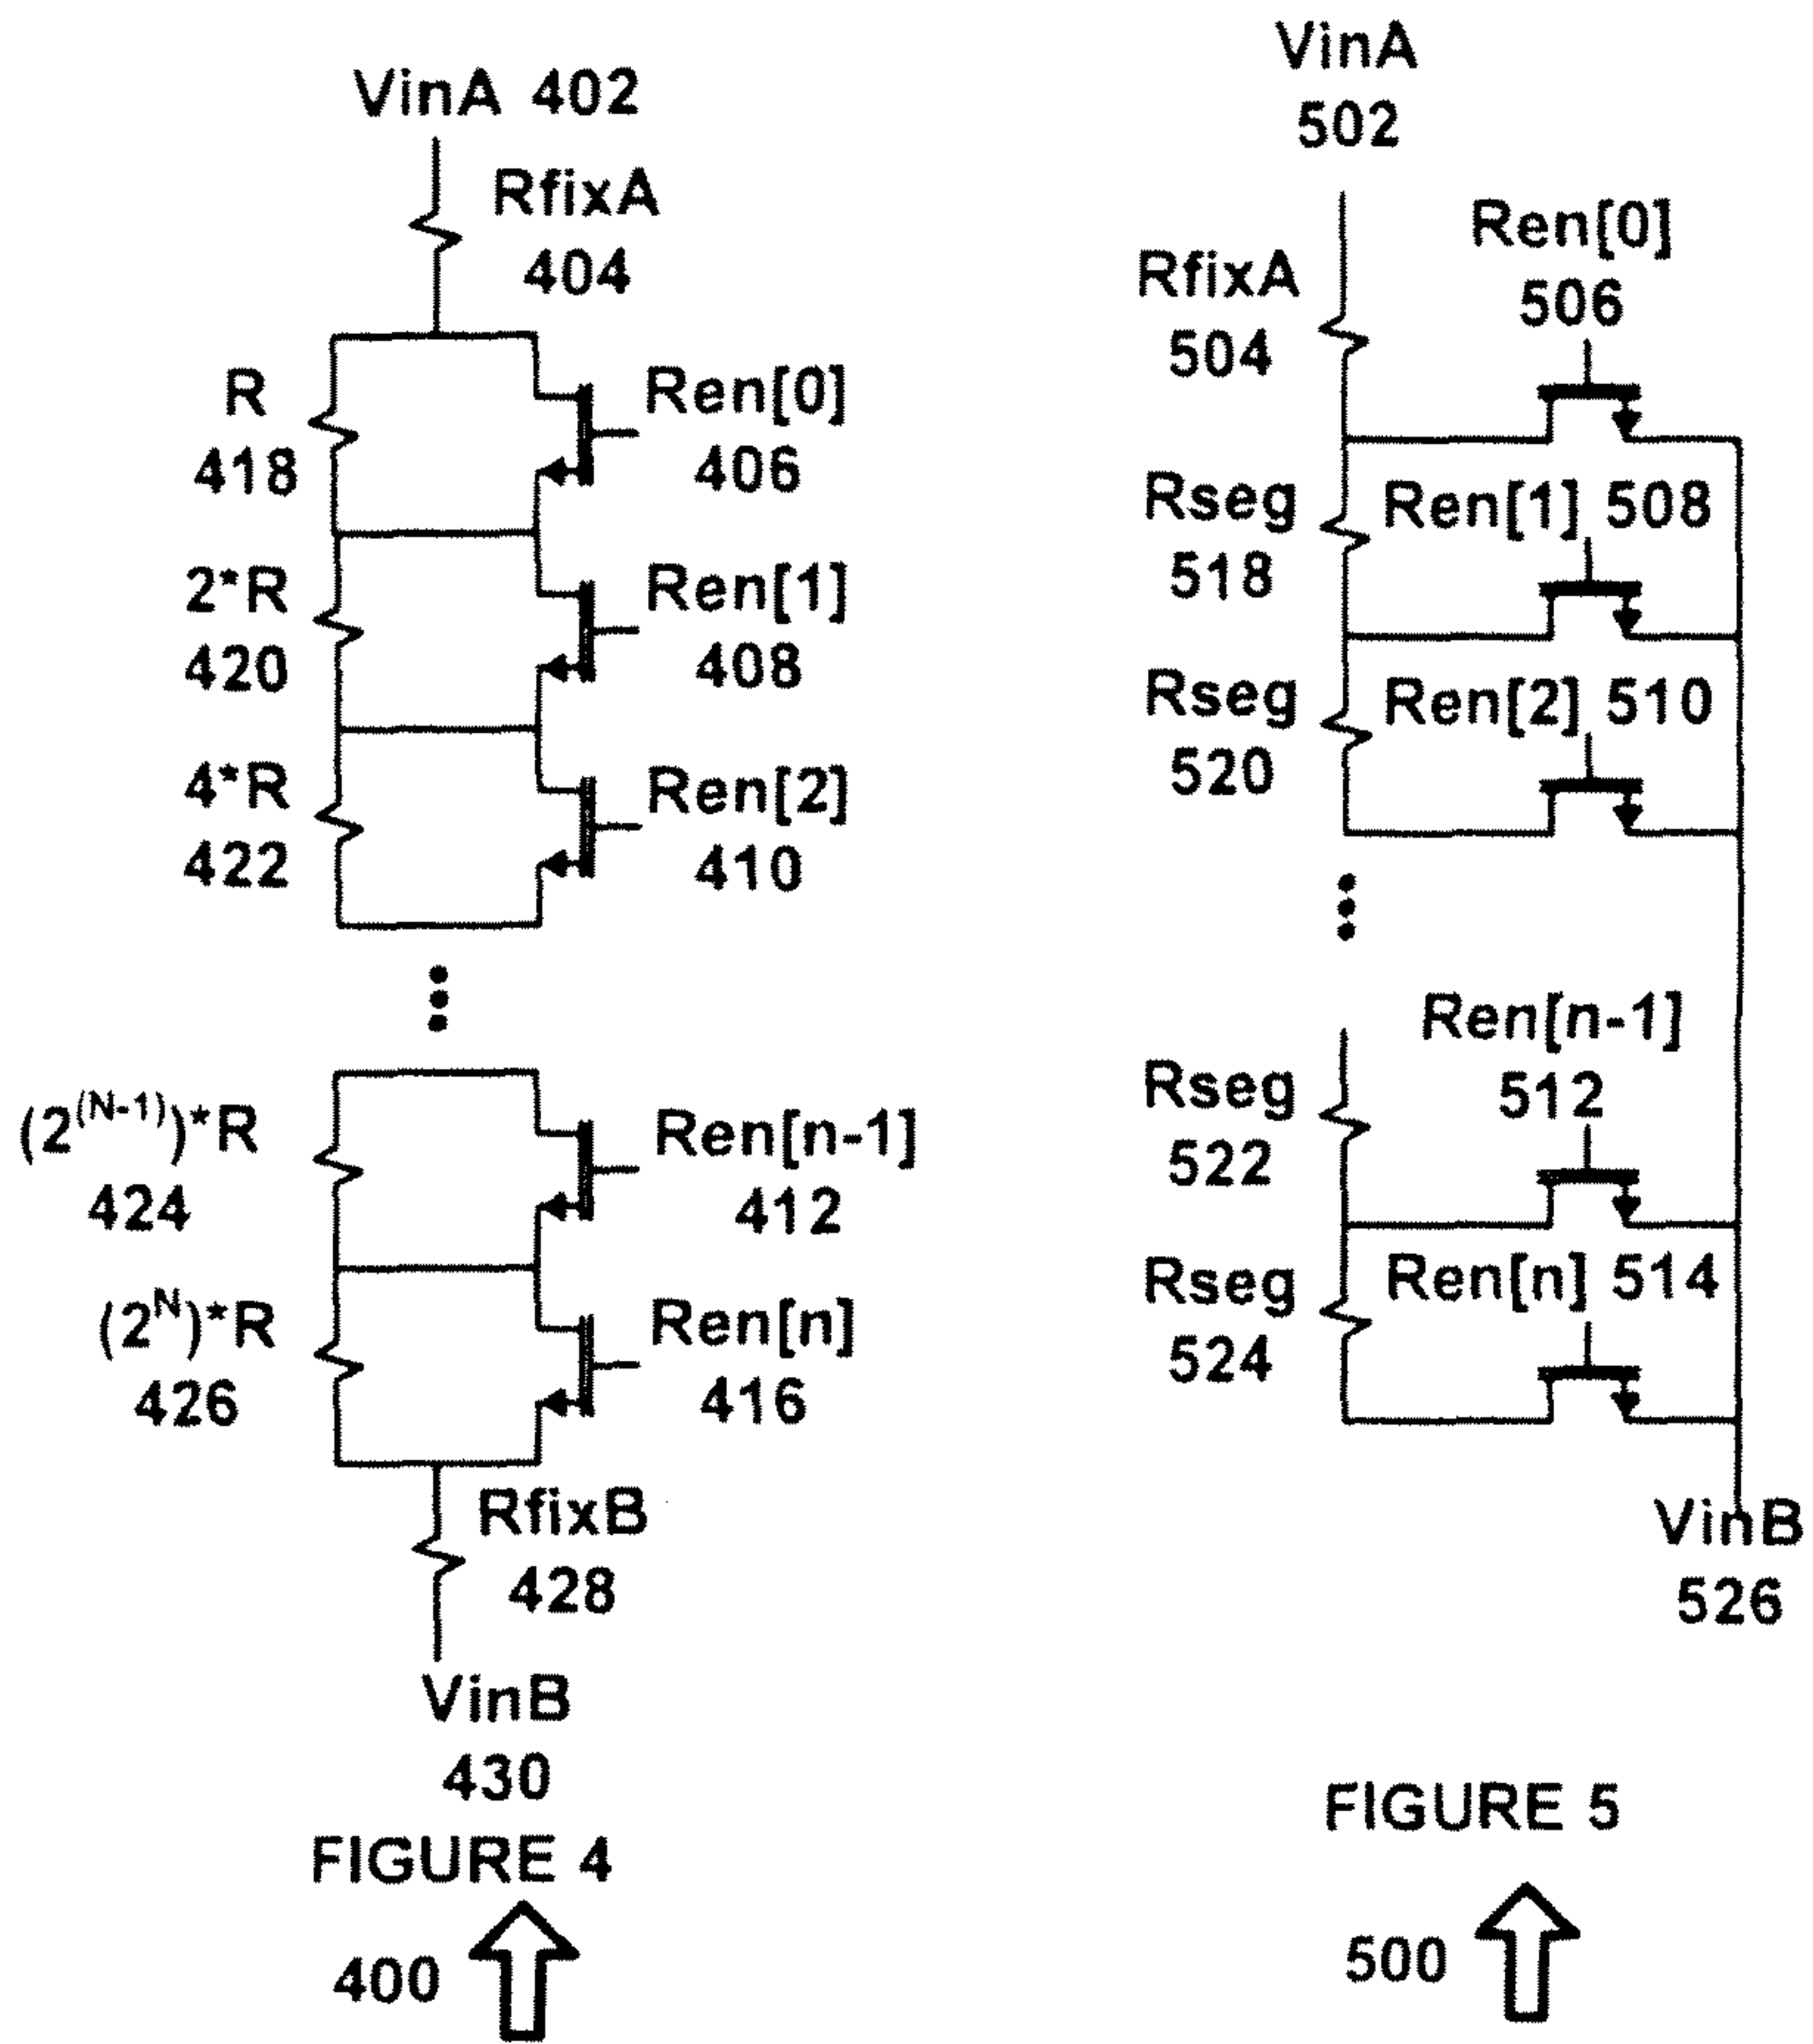 VinA 402
RfixA
404
R
418
Ren[0]
406
2*R
420
Ren[1]
408
4*R
422
Ren[2]
410
(2^(N-1))*R
424
Ren[n-1]
412
(2^N)*R
426
Ren[n]
416
RfixB
428
VinB
430
FIGURE 4
400
VinA
502
RfixA
504
Ren[0]
506
Rseg
518
Ren[1] 508
Rseg
520
Ren[2] 510
Rseg
522
Ren[n-1]
512
Rseg
524
Ren[n] 514
VinB
526
FIGURE 5
500